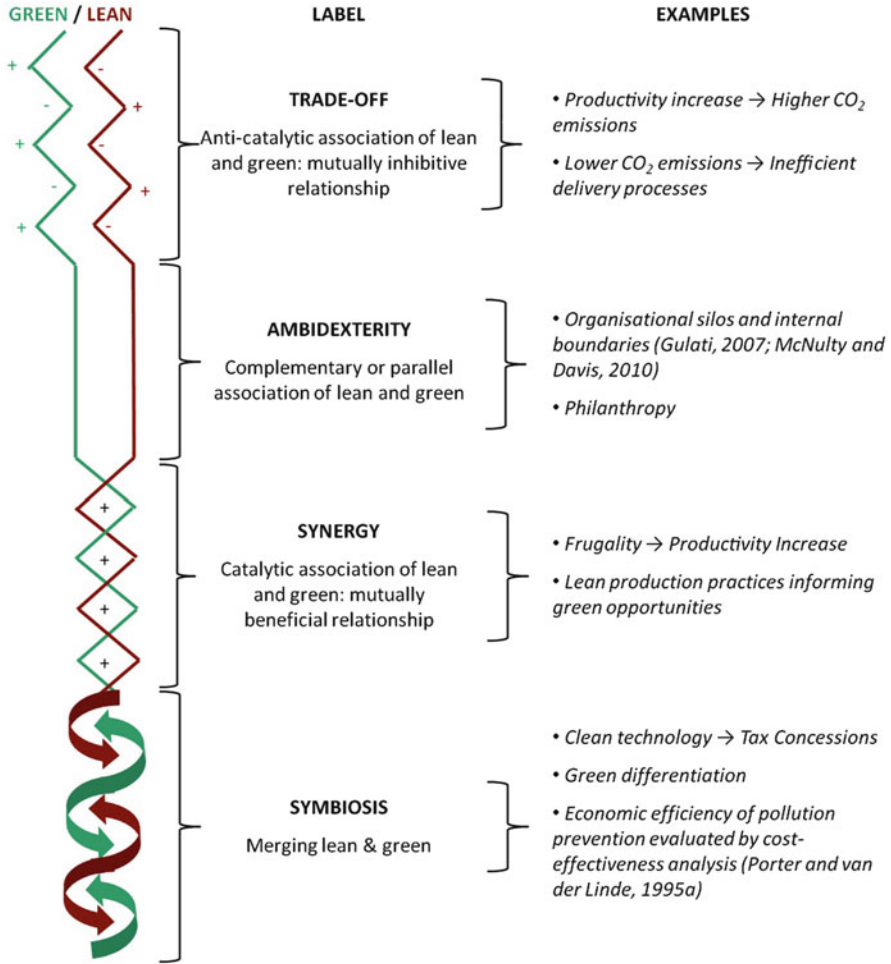 GREEN / LEAN
LABEL
EXAMPLES
+ -
- +
+ -
- +
+ -
TRADE-OFF
Anti-catalytic association of lean
and green: mutually inhibitive
relationship
• Productivity increase → Higher CO₂
emissions
• Lower CO₂ emissions → Inefficient
delivery processes
AMBIDEXTERITY
Complementary or parallel
association of lean and green
• Organisational silos and internal
boundaries (Gulati, 2007; McNulty and
Davis, 2010)
• Philanthropy
+
+
+
+
SYNERGY
Catalytic association of lean
and green: mutually
beneficial relationship
• Frugality → Productivity Increase
• Lean production practices informing
green opportunities
SYMBIOSIS
Merging lean & green
• Clean technology → Tax Concessions
• Green differentiation
• Economic efficiency of pollution
prevention evaluated by cost-
effectiveness analysis (Porter and van
der Linde, 1995a)